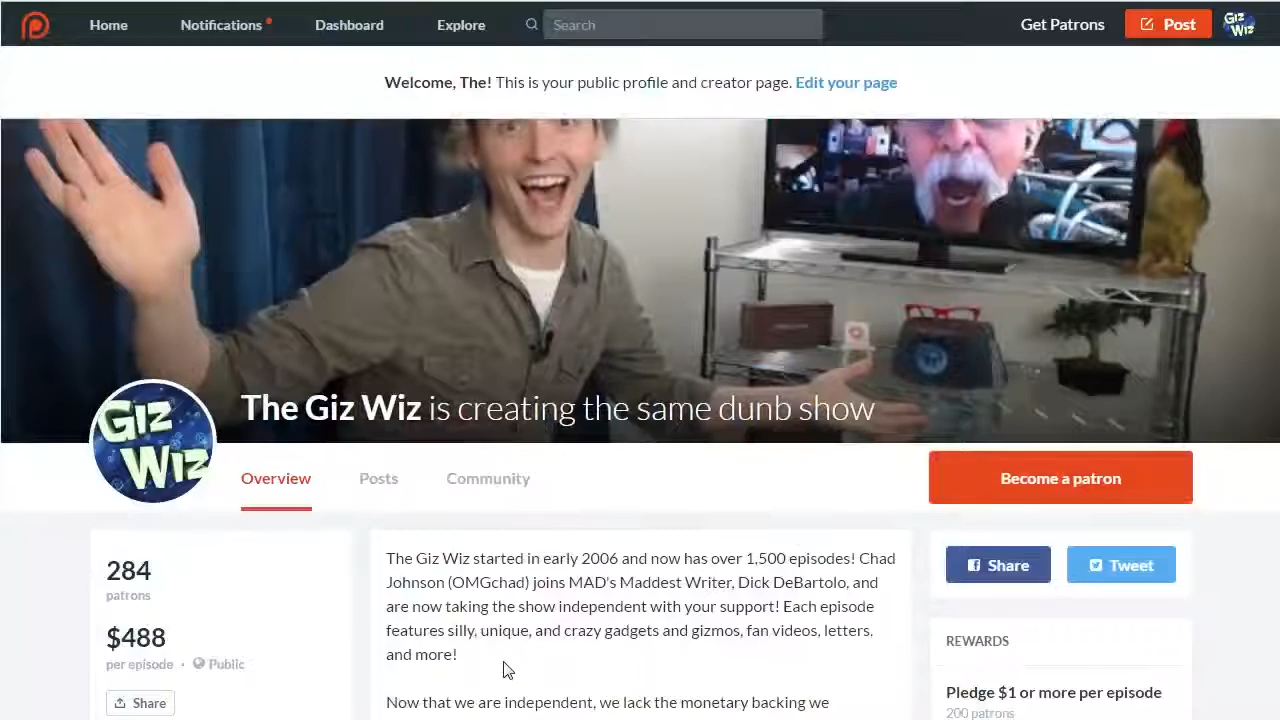 Home Notifications Dashboard Explore Search Get Patrons Post Giz Wiz
Welcome, The! This is your public profile and creator page. Edit your page
The Giz Wiz is creating the same dunb show
Giz
Wiz
Overview Posts Community Become a patron
284
patrons
$488
per episode · Public
Share
The Giz Wiz started in early 2006 and now has over 1,500 episodes! Chad
Johnson (OMGchad) joins MAD's Maddest Writer, Dick DeBartolo, and
are now taking the show independent with your support! Each episode
features silly, unique, and crazy gadgets and gizmos, fan videos, letters,
and more!
Now that we are independent, we lack the monetary backing we
Share Tweet
REWARDS
Pledge $1 or more per episode
200 patrons